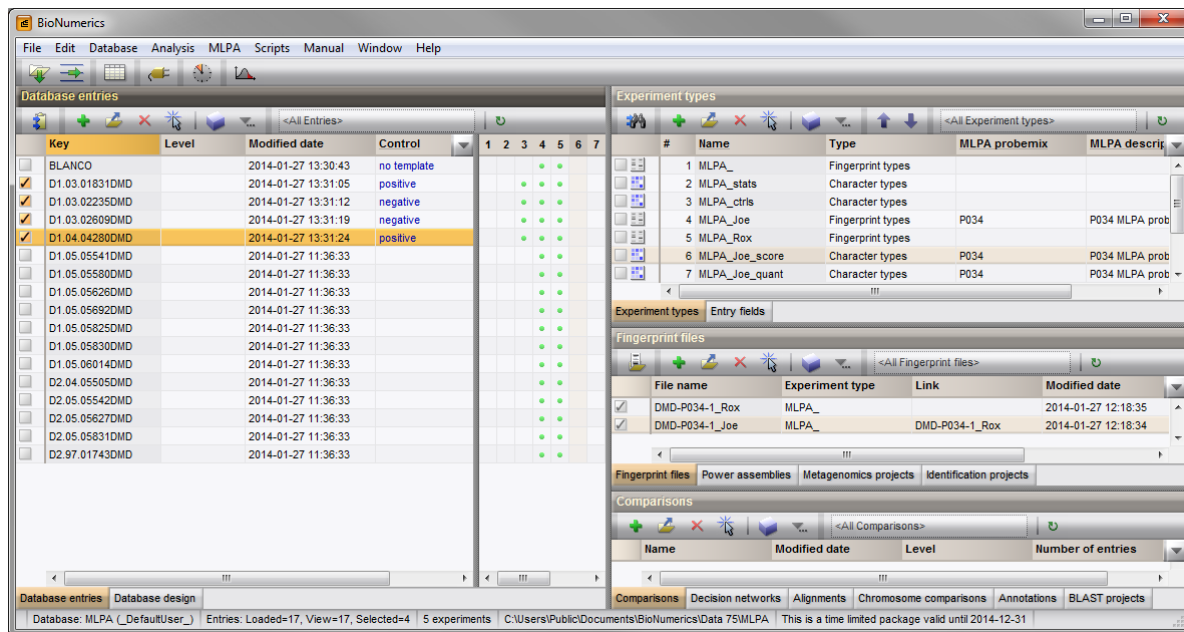 BioNumerics
File Edit Database Analysis MLPA Scripts Manual Window Help
Database entries
<All Entries>
Key Level Modified date Control 1 2 3 4 5 6 7
BLANCO 2014-01-27 13:30:43 no template
D1.03.01831DMD 2014-01-27 13:31:05 positive
D1.03.02235DMD 2014-01-27 13:31:12 negative
D1.03.02609DMD 2014-01-27 13:31:19 negative
D1.04.04280DMD 2014-01-27 13:31:24 positive
D1.05.05541DMD 2014-01-27 11:36:33
D1.05.05580DMD 2014-01-27 11:36:33
D1.05.05626DMD 2014-01-27 11:36:33
D1.05.05692DMD 2014-01-27 11:36:33
D1.05.05825DMD 2014-01-27 11:36:33
D1.05.05830DMD 2014-01-27 11:36:33
D1.05.06014DMD 2014-01-27 11:36:33
D2.04.05505DMD 2014-01-27 11:36:33
D2.05.05542DMD 2014-01-27 11:36:33
D2.05.05627DMD 2014-01-27 11:36:33
D2.05.05831DMD 2014-01-27 11:36:33
D2.97.01743DMD 2014-01-27 11:36:33
Database entries Database design
Experiment types
<All Experiment types>
# Name Type MLPA probemix MLPA descrip
1 MLPA_ Fingerprint types
2 MLPA_stats Character types
3 MLPA_ctrls Character types
4 MLPA_Joe Fingerprint types P034 P034 MLPA prob
5 MLPA_Rox Fingerprint types
6 MLPA_Joe_score Character types P034 P034 MLPA prob
7 MLPA_Joe_quant Character types P034 P034 MLPA prob
Experiment types Entry fields
Fingerprint files
<All Fingerprint files>
File name Experiment type Link Modified date
DMD-P034-1_Rox MLPA_ 2014-01-27 12:18:35
DMD-P034-1_Joe MLPA_ DMD-P034-1_Rox 2014-01-27 12:18:34
Fingerprint files Power assemblies Metagenomics projects Identification projects
Comparisons
<All Comparisons>
Name Modified date Level Number of entries
Comparisons Decision networks Alignments Chromosome comparisons Annotations BLAST projects
Database: MLPA (_DefaultUser_) Entries: Loaded=17, View=17, Selected=4 5 experiments C:\Users\Public\Documents\BioNumerics\Data 75\MLPA This is a time limited package valid until 2014-12-31